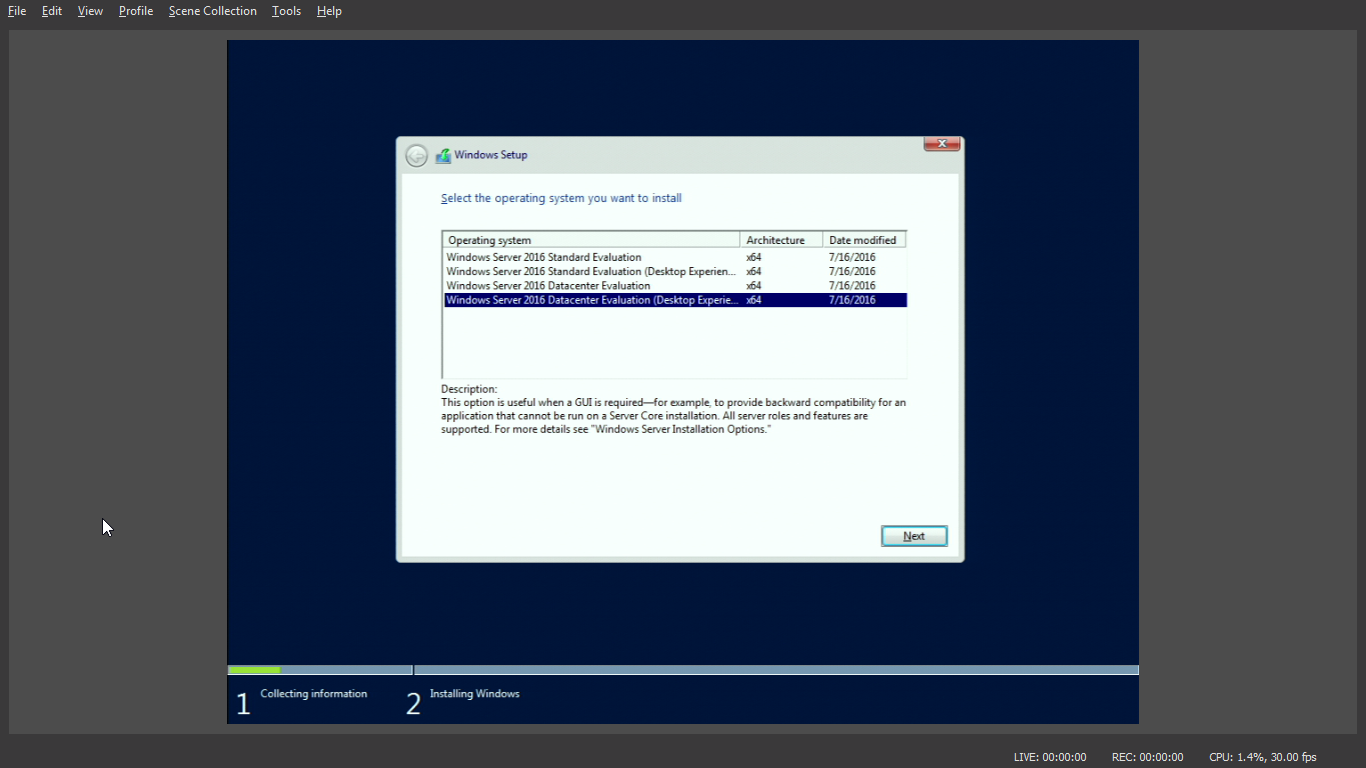 File Edit View Profile Scene Collection Tools Help
Windows Setup
Select the operating system you want to install
Operating system Architecture Date modified
Windows Server 2016 Standard Evaluation x64 7/16/2016
Windows Server 2016 Standard Evaluation (Desktop Experien... x64 7/16/2016
Windows Server 2016 Datacenter Evaluation x64 7/16/2016
Windows Server 2016 Datacenter Evaluation (Desktop Experie... x64 7/16/2016
Description:
This option is useful when a GUI is required—for example, to provide backward compatibility for an
application that cannot be run on a Server Core installation. All server roles and features are
supported. For more details see "Windows Server Installation Options."
Next
1 Collecting information 2 Installing Windows
LIVE: 00:00:00 REC: 00:00:00 CPU: 1.4%, 30.00 fps